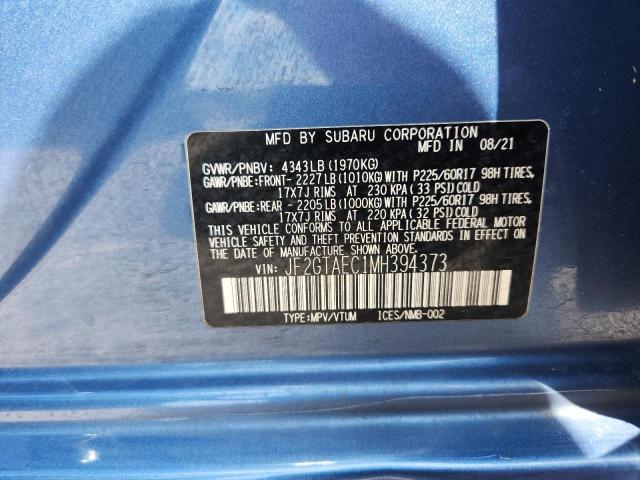 MFD BY SUBARU CORPORATION
MFD IN 08/21
GVWR/PNBV: 4343LB (1970KG)
GAWR/PNBE:FRONT- 2227LB (1010KG)WITH P225/60R17 98H TIRES,
17X7J RIMS AT 230 KPA (33 PSI)COLD
GAWR/PNBE:REAR - 2205LB (1000KG)WITH P225/60R17 98H TIRES,
17X7J RIMS AT 220 KPA (32 PSI)COLD
THIS VEHICLE CONFORMS TO ALL APPLICABLE FEDERAL MOTOR
VEHICLE SAFETY AND THEFT PREVENTION STANDARDS IN EFFECT
ON THE DATE OF MANUFACTURE SHOWN ABOVE.
VIN: JF2GTAEC1MH394373
TYPE:MPV/VTUM ICES/NMB-002